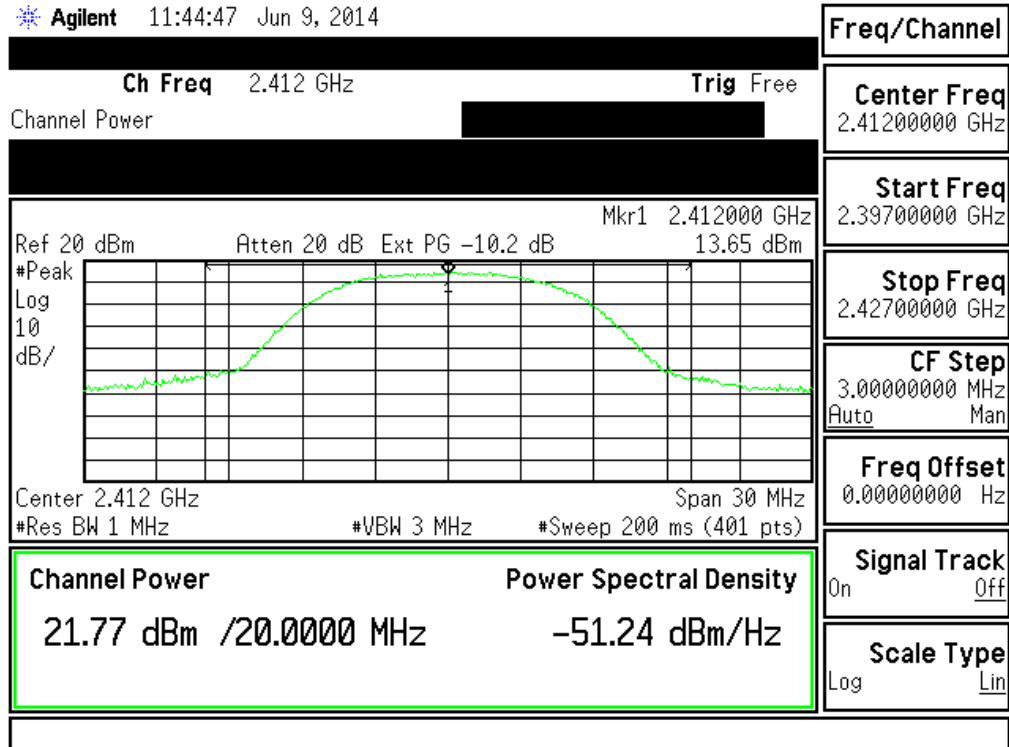 Agilent 11:44:47 Jun 9, 2014
Ch Freq 2.412 GHz Trig Free
Channel Power
Mkr1 2.412000 GHz
Ref 20 dBm Atten 20 dB Ext PG -10.2 dB 13.65 dBm
#Peak
Log
10
dB/
1
Center 2.412 GHz Span 30 MHz
#Res BW 1 MHz #VBW 3 MHz #Sweep 200 ms (401 pts)
Channel Power Power Spectral Density
21.77 dBm /20.0000 MHz -51.24 dBm/Hz
Freq/Channel
Center Freq
2.41200000 GHz
Start Freq
2.39700000 GHz
Stop Freq
2.42700000 GHz
CF Step
3.00000000 MHz
Auto Man
Freq Offset
0.00000000 Hz
Signal Track
On Off
Scale Type
Log Lin